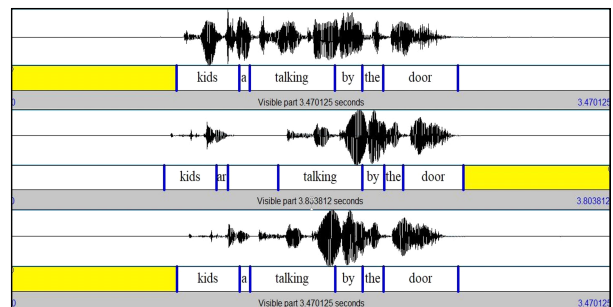 kids a talking by the door
0 Visible part 3.470125 seconds 3.470125
kids ar talking by the door
0 Visible part 3.803812 seconds 3.803812
kids a talking by the door
0 Visible part 3.470125 seconds 3.470125